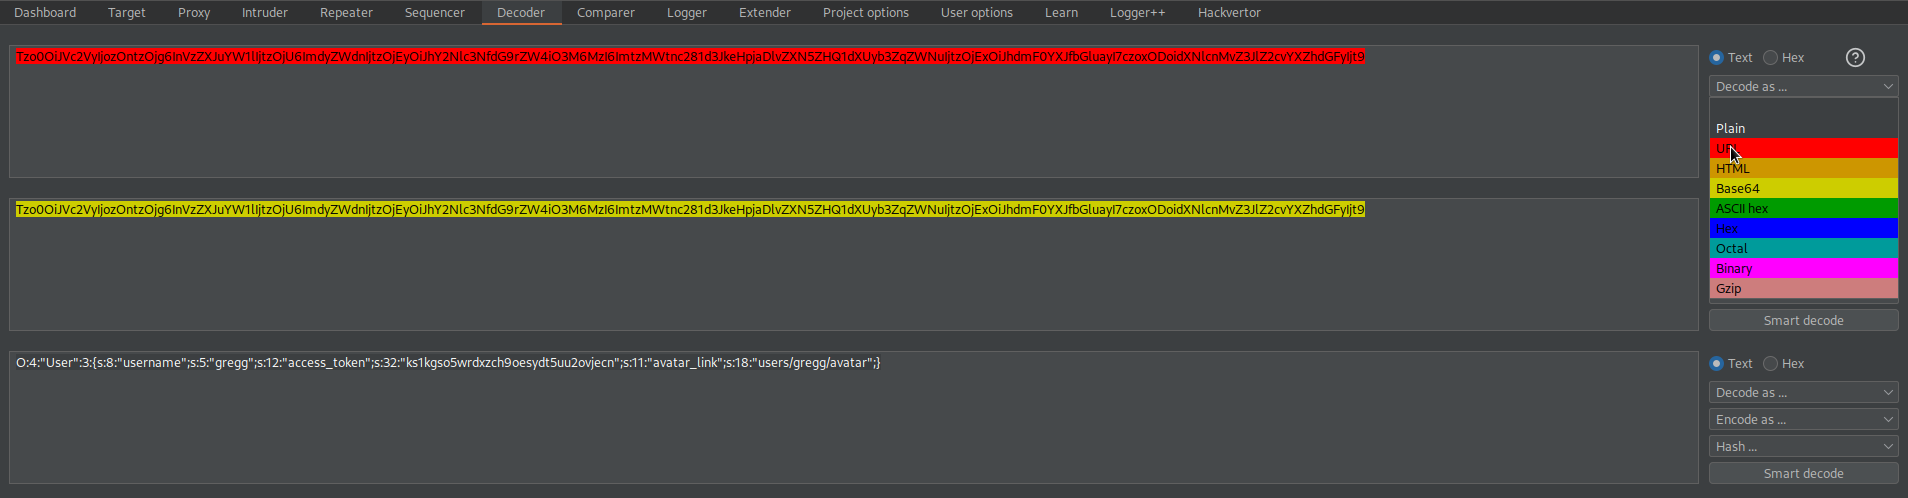 Dashboard Target Proxy Intruder Repeater Sequencer Decoder Comparer Logger Extender Project options User options Learn Logger++ Hackvertor
Tzo0OiJVc2VyIjozOntzOjg6InVzZXJuYW1lIjtzOjU6ImdyZWdnIjtzOjEyOiJhY2Nlc3NfdG9rZW4iO3M6MzI6ImtzMWtnc281d3JkeHpjaDlvZXN5ZHQ1dXUyb3ZqZWNuIjtzOjExOiJhdmF0YXJfbGluayI7czoxODoidXNlcnMvZ3JlZ2cvYXZhdGFyIjt9
Text Hex ?
Decode as ...
Plain
HTML
Base64
ASCII hex
Hex
Octal
Binary
Gzip
Tzo0OiJVc2VyIjozOntzOjg6InVzZXJuYW1lIjtzOjU6ImdyZWdnIjtzOjEyOiJhY2Nlc3NfdG9rZW4iO3M6MzI6ImtzMWtnc281d3JkeHpjaDlvZXN5ZHQ1dXUyb3ZqZWNuIjtzOjExOiJhdmF0YXJfbGluayI7czoxODoidXNlcnMvZ3JlZ2cvYXZhdGFyIjt9
Smart decode
O:4:"User":3:{s:8:"username";s:5:"gregg";s:12:"access_token";s:32:"ks1kgso5wrdxzch9oesydt5uu2ovjecn";s:11:"avatar_link";s:18:"users/gregg/avatar";}
Text Hex
Decode as ...
Encode as ...
Hash ...
Smart decode